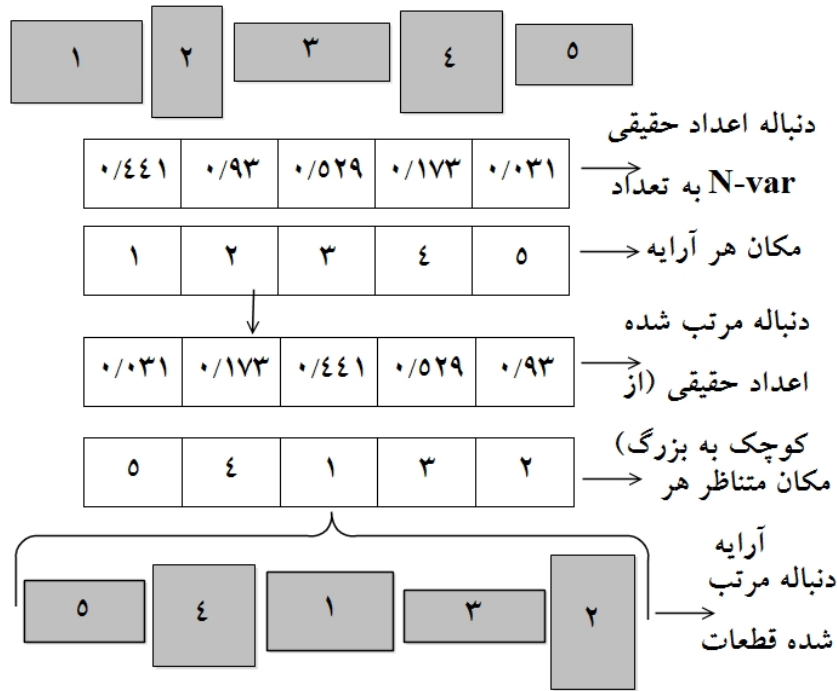 ١ ٢ ٣ ٤ ٥
دنباله اعداد حقیقی
٠/٤٤١ ٠/٩٣ ٠/٥٢٩ ٠/١٧٣ ٠/٠٣١
N-var به تعداد
١ ٢ ٣ ٤ ٥
مکان هر آرایه
دنباله مرتب شده
٠/٠٣١ ٠/١٧٣ ٠/٤٤١ ٠/٥٢٩ ٠/٩٣
اعداد حقیقی (از
کوچک به بزرگ)
٥ ٤ ١ ٣ ٢
مکان متناظر هر
آرایه
دنباله مرتب
٥ ٤ ١ ٣ ٢
شده قطعات